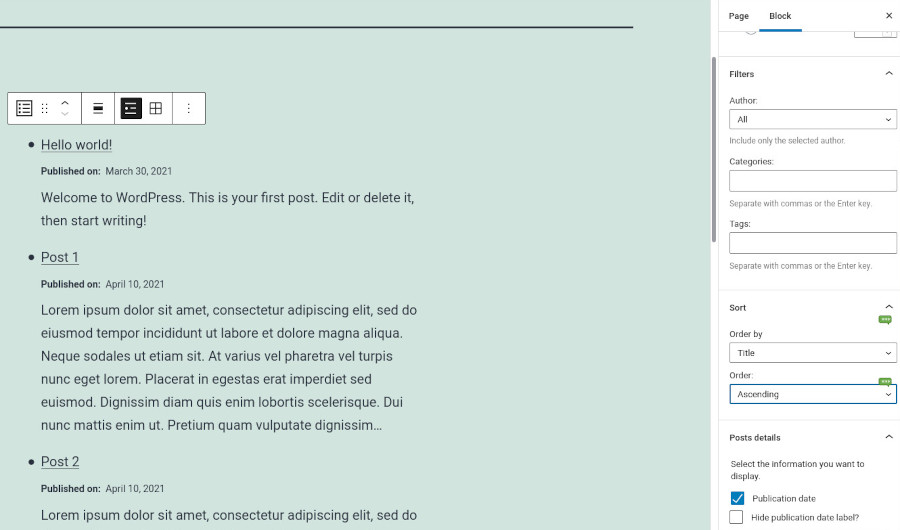 Page Block
Filters
Author:
All
Include only the selected author.
Categories:
Separate with commas or the Enter key.
Tags:
Separate with commas or the Enter key.
Sort
Order by
Title
Order:
Ascending
Posts details
Select the information you want to
display.
Publication date
Hide publication date label?
Hello world!
Published on: March 30, 2021
Welcome to WordPress. This is your first post. Edit or delete it,
then start writing!
Post 1
Published on: April 10, 2021
Lorem ipsum dolor sit amet, consectetur adipiscing elit, sed do
eiusmod tempor incididunt ut labore et dolore magna aliqua.
Neque sodales ut etiam sit. At varius vel pharetra vel turpis
nunc eget lorem. Placerat in egestas erat imperdiet sed
euismod. Dignissim diam quis enim lobortis scelerisque. Dui
nunc mattis enim ut. Pretium quam vulputate dignissim…
Post 2
Published on: April 10, 2021
Lorem ipsum dolor sit amet, consectetur adipiscing elit, sed do